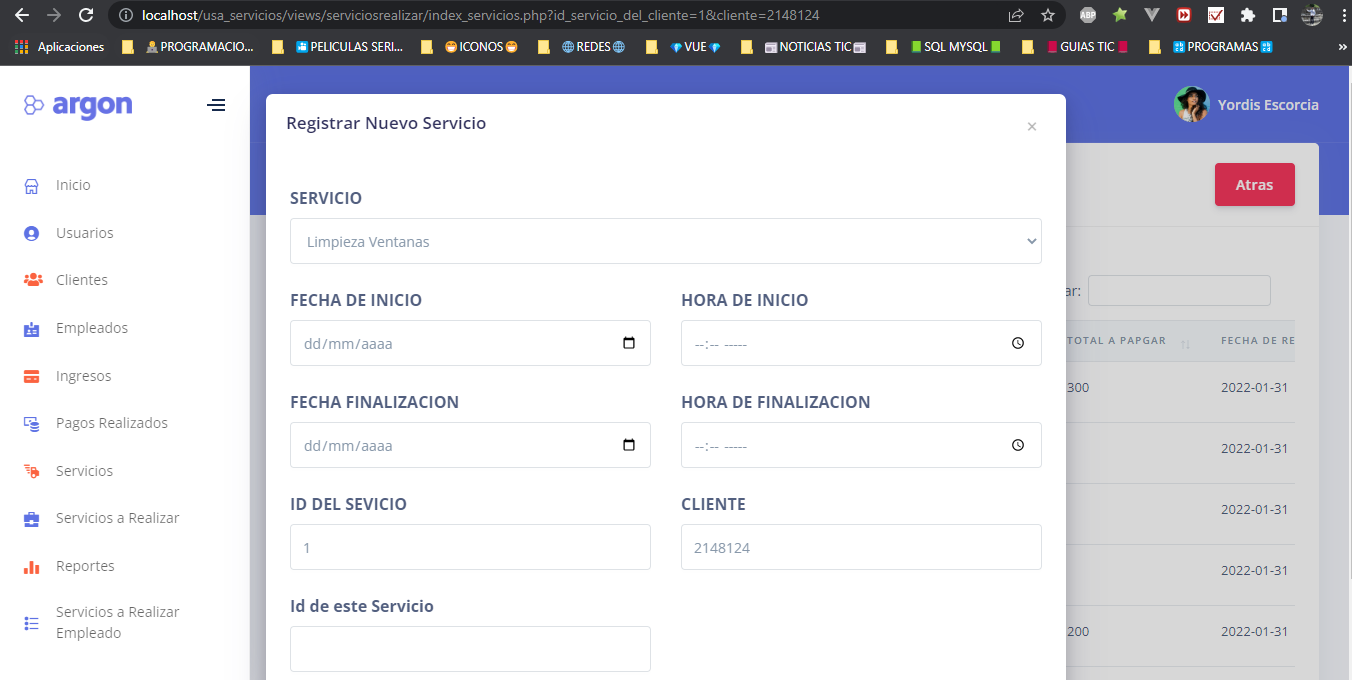 localhost/usa_servicios/views/serviciosrealizar/index_servicios.php?id_servicio_del_cliente=1&cliente=2148124
ABP
Aplicaciones PROGRAMACIO... PELICULAS SERI... ICONOS REDES VUE NOTICIAS TIC SQL MYSQL GUIAS TIC PROGRAMAS »
argon
Yordis Escorcia
Registrar Nuevo Servicio
×
Atras
Inicio
Usuarios
Clientes
Empleados
Ingresos
Pagos Realizados
Servicios
Servicios a Realizar
Reportes
Servicios a Realizar
Empleado
SERVICIO
Limpieza Ventanas
FECHA DE INICIO
HORA DE INICIO
dd/mm/aaaa
--:-- -----
FECHA FINALIZACION
HORA DE FINALIZACION
dd/mm/aaaa
--:-- -----
ID DEL SEVICIO
CLIENTE
1
2148124
Id de este Servicio
ar:
TOTAL A PAPGAR
FECHA DE RE
300
2022-01-31
2022-01-31
2022-01-31
2022-01-31
200
2022-01-31